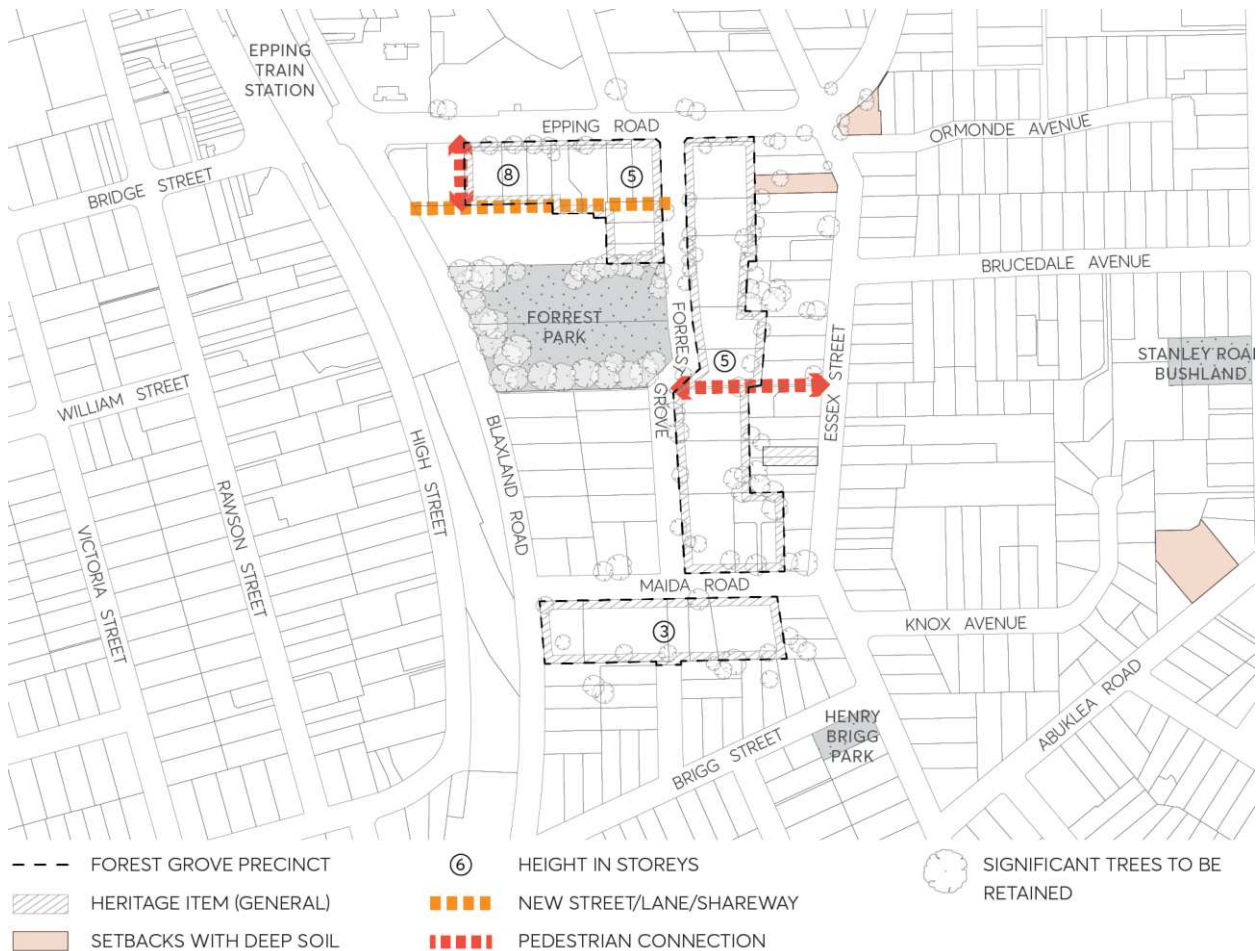 EPPING
TRAIN
STATION
EPPING ROAD
ORMONDE AVENUE
BRIDGE STREET
8
5
BRUCEDALE AVENUE
FORREST
PARK
FORREST
GROVE
5
ESSEX STREET
STANLEY ROAD
BUSHLAND
WILLIAM STREET
HIGH STREET
BLAXLAND ROAD
RAWSON STREET
VICTORIA STREET
MAIDA ROAD
KNOX AVENUE
3
ABUKLEA ROAD
HENRY
BRIGG
PARK
BRIGG STREET
FOREST GROVE PRECINCT
HERITAGE ITEM (GENERAL)
SETBACKS WITH DEEP SOIL
6 HEIGHT IN STOREYS
NEW STREET/LANE/SHAREWAY
PEDESTRIAN CONNECTION
SIGNIFICANT TREES TO BE
RETAINED